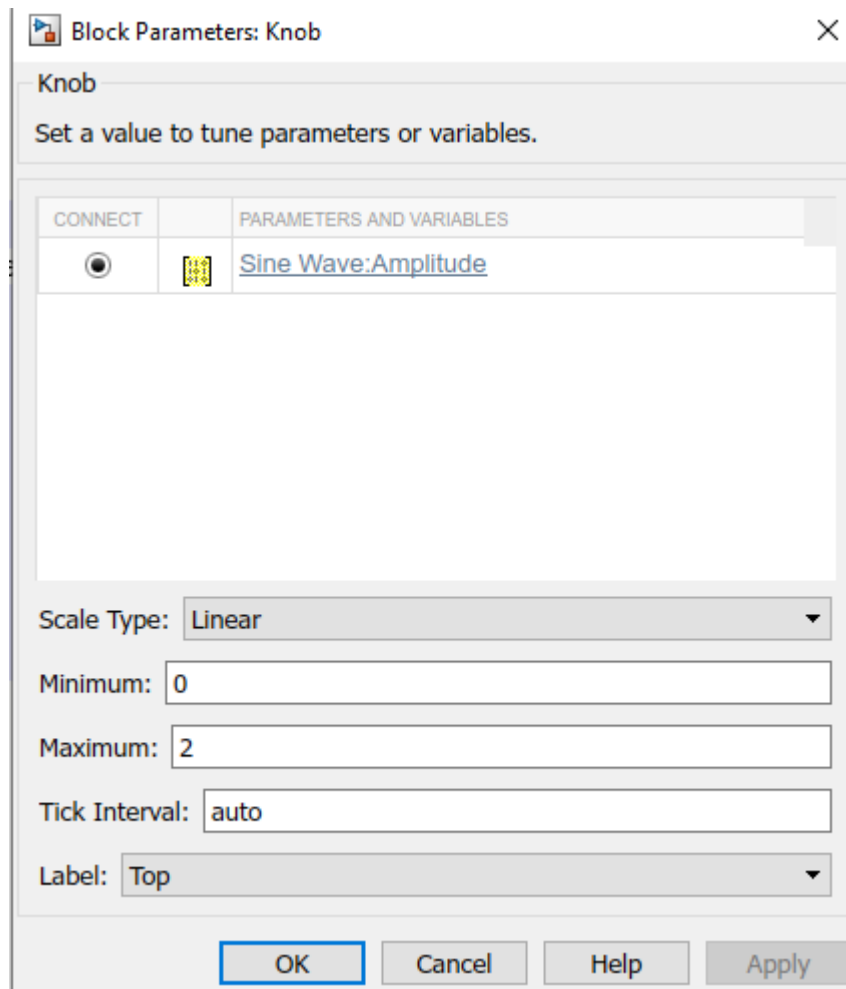 Block Parameters: Knob
Knob
Set a value to tune parameters or variables.
CONNECT PARAMETERS AND VARIABLES
Sine Wave:Amplitude
Scale Type: Linear
Minimum: 0
Maximum: 2
Tick Interval: auto
Label: Top
OK Cancel Help Apply